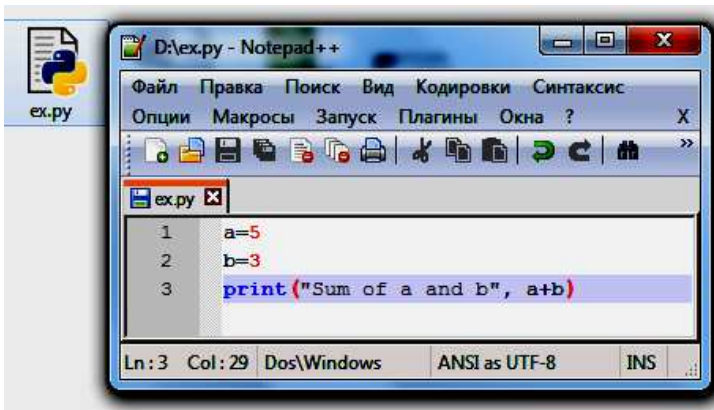 ex.py
D:\ex.py - Notepad++
Файл Правка Поиск Вид Кодировки Синтаксис
Опции Макросы Запуск Плагины Окна ? X
»
ex.py
1 a=5
2 b=3
3 print("Sum of a and b", a+b)
Ln:3 Col:29 Dos\Windows ANSI as UTF-8 INS